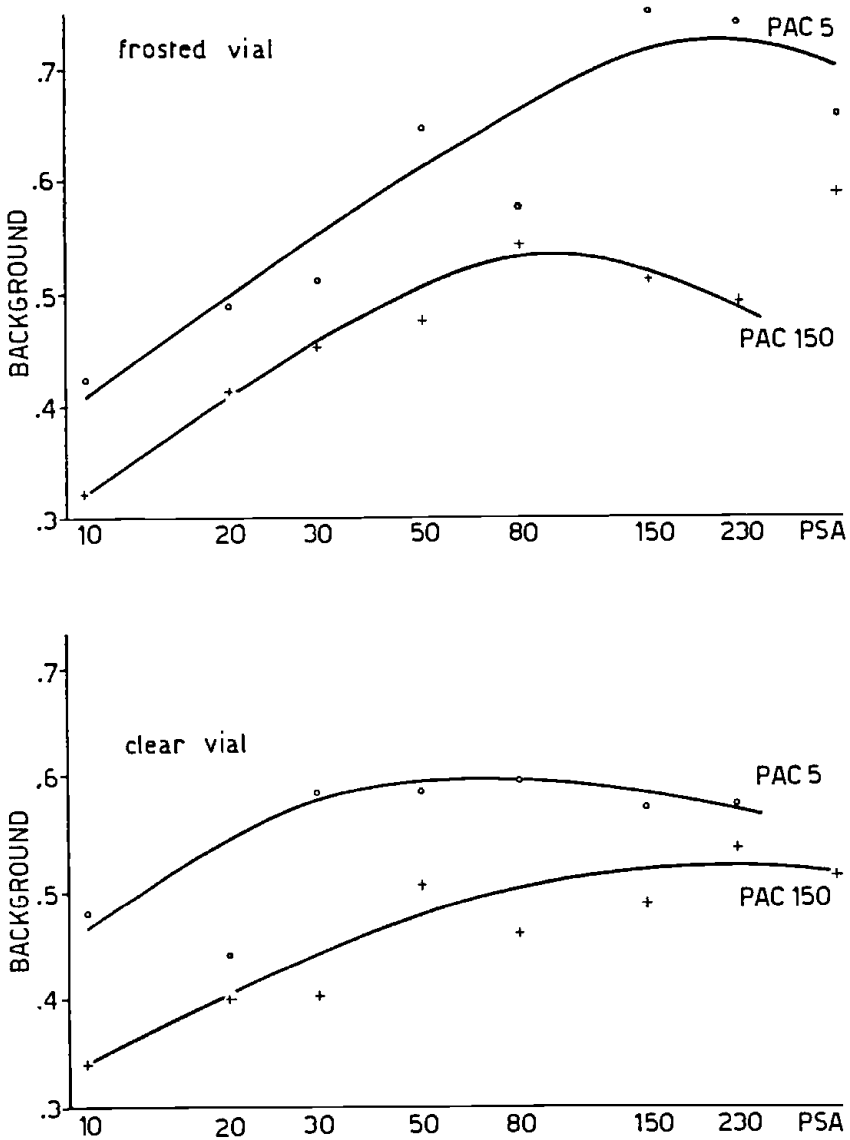 PAC 5
frosted vial
.7
.6
BACKGROUND
.5
PAC 150
.4
.3
10 20 30 50 80 150 230 PSA
.7
clear vial
.6
PAC 5
BACKGROUND
.5
PAC 150
.4
.3
10 20 30 50 80 150 230 PSA